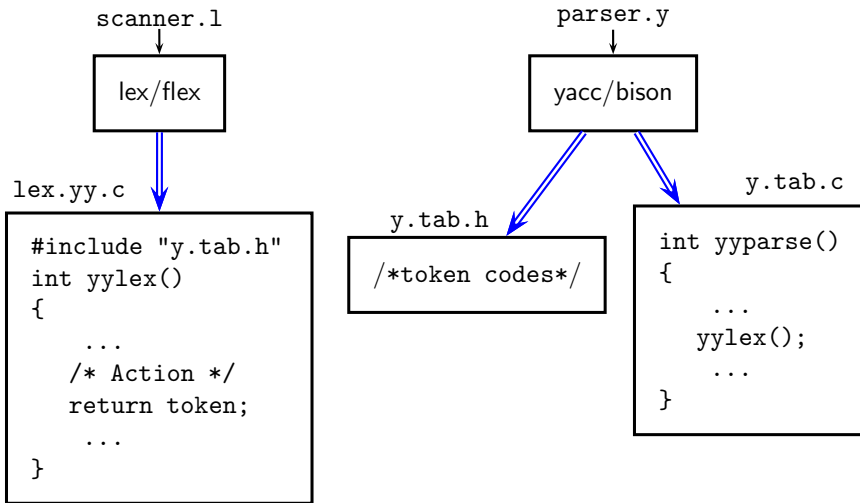 scanner.l
lex/flex
lex.yy.c
#include "y.tab.h"
int yylex()
{
...
/* Action */
return token;
...
}
parser.y
yacc/bison
y.tab.h
/*token codes*/
y.tab.c
int yyparse()
{
...
yylex();
...
}